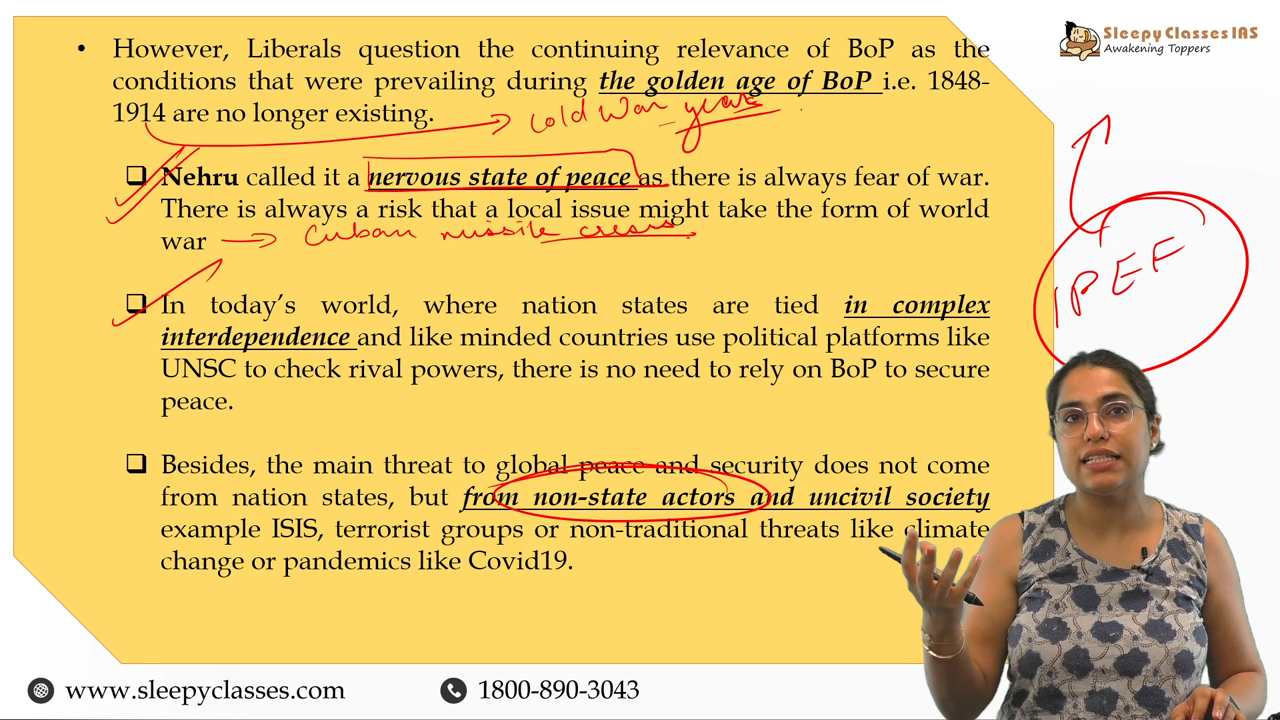 SleepyClasses IAS
Awakening Toppers
• However, Liberals question the continuing relevance of BoP as the
conditions that were prevailing during the golden age of BoP i.e. 1848-
1914 are no longer existing.
cold War years
❑ Nehru called it a nervous state of peace as there is always fear of war.
There is always a risk that a local issue might take the form of world
war
Cuban missile cresis
IPEF
❑ In today's world, where nation states are tied in complex
interdependence and like minded countries use political platforms like
UNSC to check rival powers, there is no need to rely on BoP to secure
peace.
❑ Besides, the main threat to global peace and security does not come
from nation states, but from non-state actors and uncivil society
example ISIS, terrorist groups or non-traditional threats like climate
change or pandemics like Covid19.
www.sleepyclasses.com
1800-890-3043